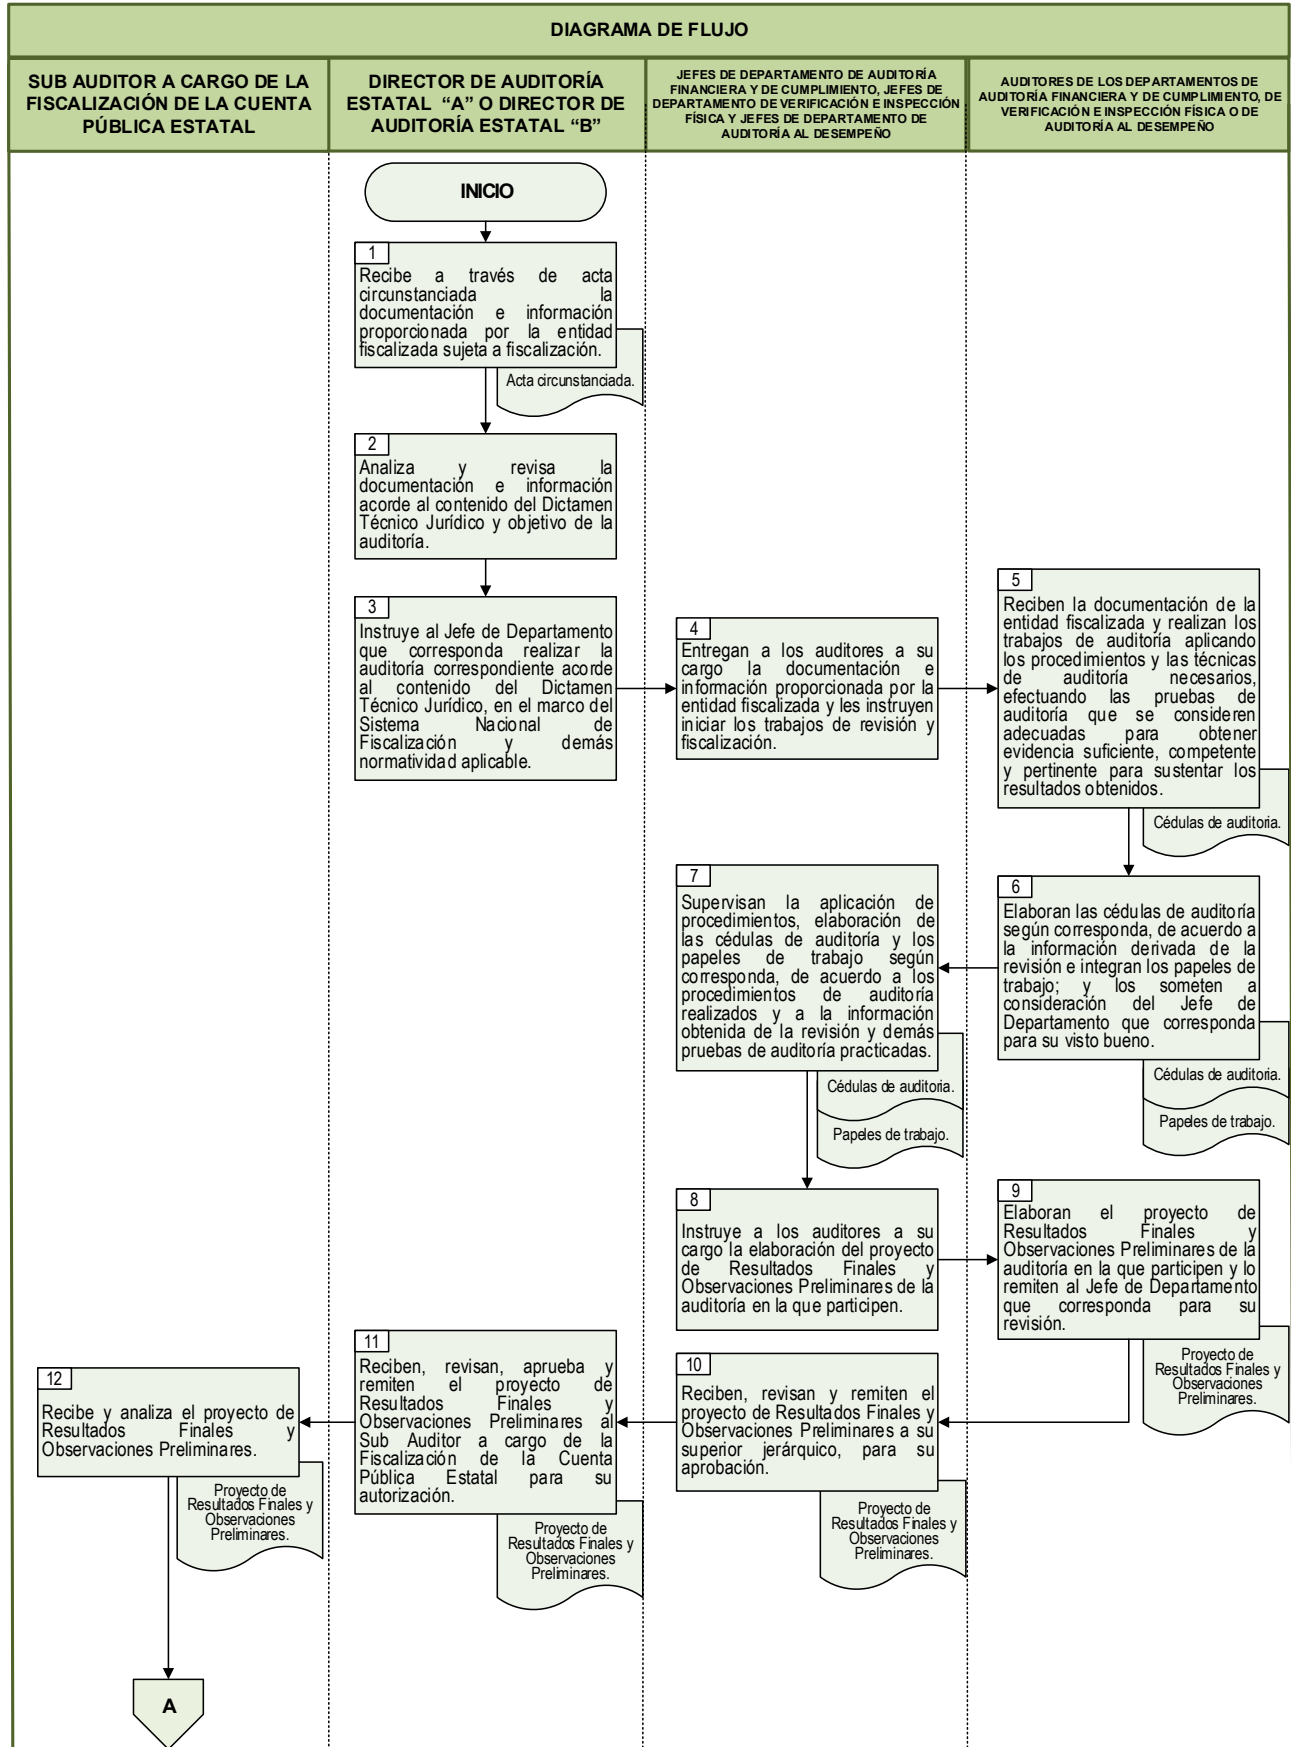 DIAGRAMA DE FLUJO
SUB AUDITOR A CARGO DE LA
FISCALIZACIÓN DE LA CUENTA
PÚBLICA ESTATAL
DIRECTOR DE AUDITORÍA
ESTATAL “A” O DIRECTOR DE
AUDITORÍA ESTATAL “B”
JEFES DE DEPARTAMENTO DE AUDITORÍA
FINANCIERA Y DE CUMPLIMIENTO, JEFES DE
DEPARTAMENTO DE VERIFICACIÓN E INSPECCIÓN
FÍSICA Y JEFES DE DEPARTAMENTO DE
AUDITORÍA AL DESEMPEÑO
AUDITORES DE LOS DEPARTAMENTOS DE
AUDITORÍA FINANCIERA Y DE CUMPLIMIENTO, DE
VERIFICACIÓN E INSPECCIÓN FÍSICA O DE
AUDITORÍA AL DESEMPEÑO
INICIO
1
Recibe a través de acta
circunstanciada la
documentación e información
proporcionada por la entidad
fiscalizada sujeta a fiscalización.
Acta circunstanciada.
2
Analiza y revisa la
documentación e información
acorde al contenido del Dictamen
Técnico Jurídico y objetivo de la
auditoría.
3
Instruye al Jefe de Departamento
que corresponda realizar la
auditoría correspondiente acorde
al contenido del Dictamen
Técnico Jurídico, en el marco del
Sistema Nacional de
Fiscalización y demás
normatividad aplicable.
4
Entregan a los auditores a su
cargo la documentación e
información proporcionada por la
entidad fiscalizada y les instruyen
iniciar los trabajos de revisión y
fiscalización.
5
Reciben la documentación de la
entidad fiscalizada y realizan los
trabajos de auditoría aplicando
los procedimientos y las técnicas
de auditoría necesarios,
efectuando las pruebas de
auditoría que se consideren
adecuadas para obtener
evidencia suficiente, competente
y pertinente para sustentar los
resultados obtenidos.
Cédulas de auditoria.
6
Elaboran las cédulas de auditoría
según corresponda, de acuerdo a
la información derivada de la
revisión e integran los papeles de
trabajo; y los someten a
consideración del Jefe de
Departamento que corresponda
para su visto bueno.
Cédulas de auditoria.
Papeles de trabajo.
7
Supervisan la aplicación de
procedimientos, elaboración de
las cédulas de auditoría y los
papeles de trabajo según
corresponda, de acuerdo a los
procedimientos de auditoría
realizados y a la información
obtenida de la revisión y demás
pruebas de auditoría practicadas.
Cédulas de auditoria.
Papeles de trabajo.
8
Instruye a los auditores a su
cargo la elaboración del proyecto
de Resultados Finales y
Observaciones Preliminares de la
auditoría en la que participen.
9
Elaboran el proyecto de
Resultados Finales y
Observaciones Preliminares de la
auditoría en la que participen y lo
remiten al Jefe de Departamento
que corresponda para su
revisión.
Proyecto de
Resultados Finales y
Observaciones
Preliminares.
10
Reciben, revisan y remiten el
proyecto de Resultados Finales y
Observaciones Preliminares a su
superior jerárquico, para su
aprobación.
Proyecto de
Resultados Finales y
Observaciones
Preliminares.
11
Reciben, revisan, aprueba y
remiten el proyecto de
Resultados Finales y
Observaciones Preliminares al
Sub Auditor a cargo de la
Fiscalización de la Cuenta
Pública Estatal para su
autorización.
Proyecto de
Resultados Finales y
Observaciones
Preliminares.
12
Recibe y analiza el proyecto de
Resultados Finales y
Observaciones Preliminares.
Proyecto de
Resultados Finales y
Observaciones
Preliminares.
A